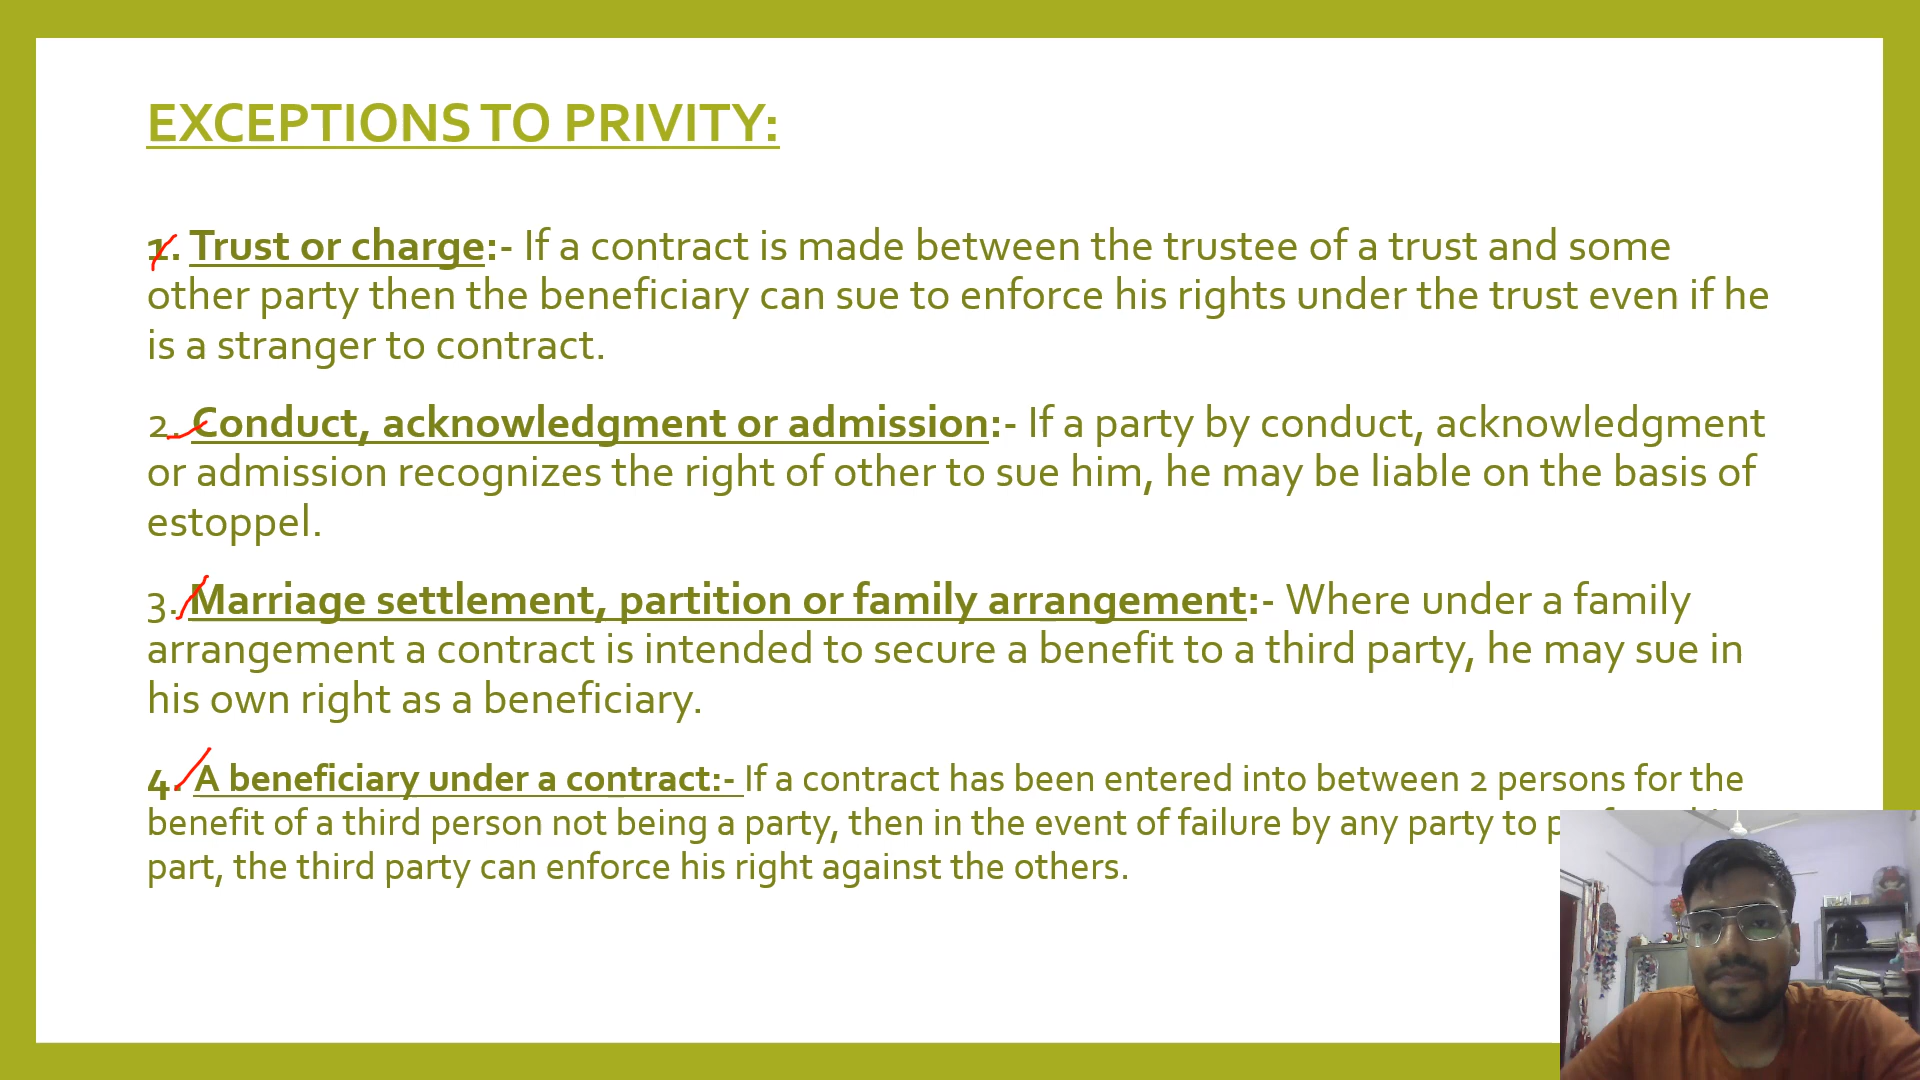 EXCEPTIONS TO PRIVITY:
1. Trust or charge:- If a contract is made between the trustee of a trust and some
other party then the beneficiary can sue to enforce his rights under the trust even if he
is a stranger to contract.
2. Conduct, acknowledgment or admission:- If a party by conduct, acknowledgment
or admission recognizes the right of other to sue him, he may be liable on the basis of
estoppel.
3. Marriage settlement, partition or family arrangement:- Where under a family
arrangement a contract is intended to secure a benefit to a third party, he may sue in
his own right as a beneficiary.
4. A beneficiary under a contract:- If a contract has been entered into between 2 persons for the
benefit of a third person not being a party, then in the event of failure by any party to
part, the third party can enforce his right against the others.